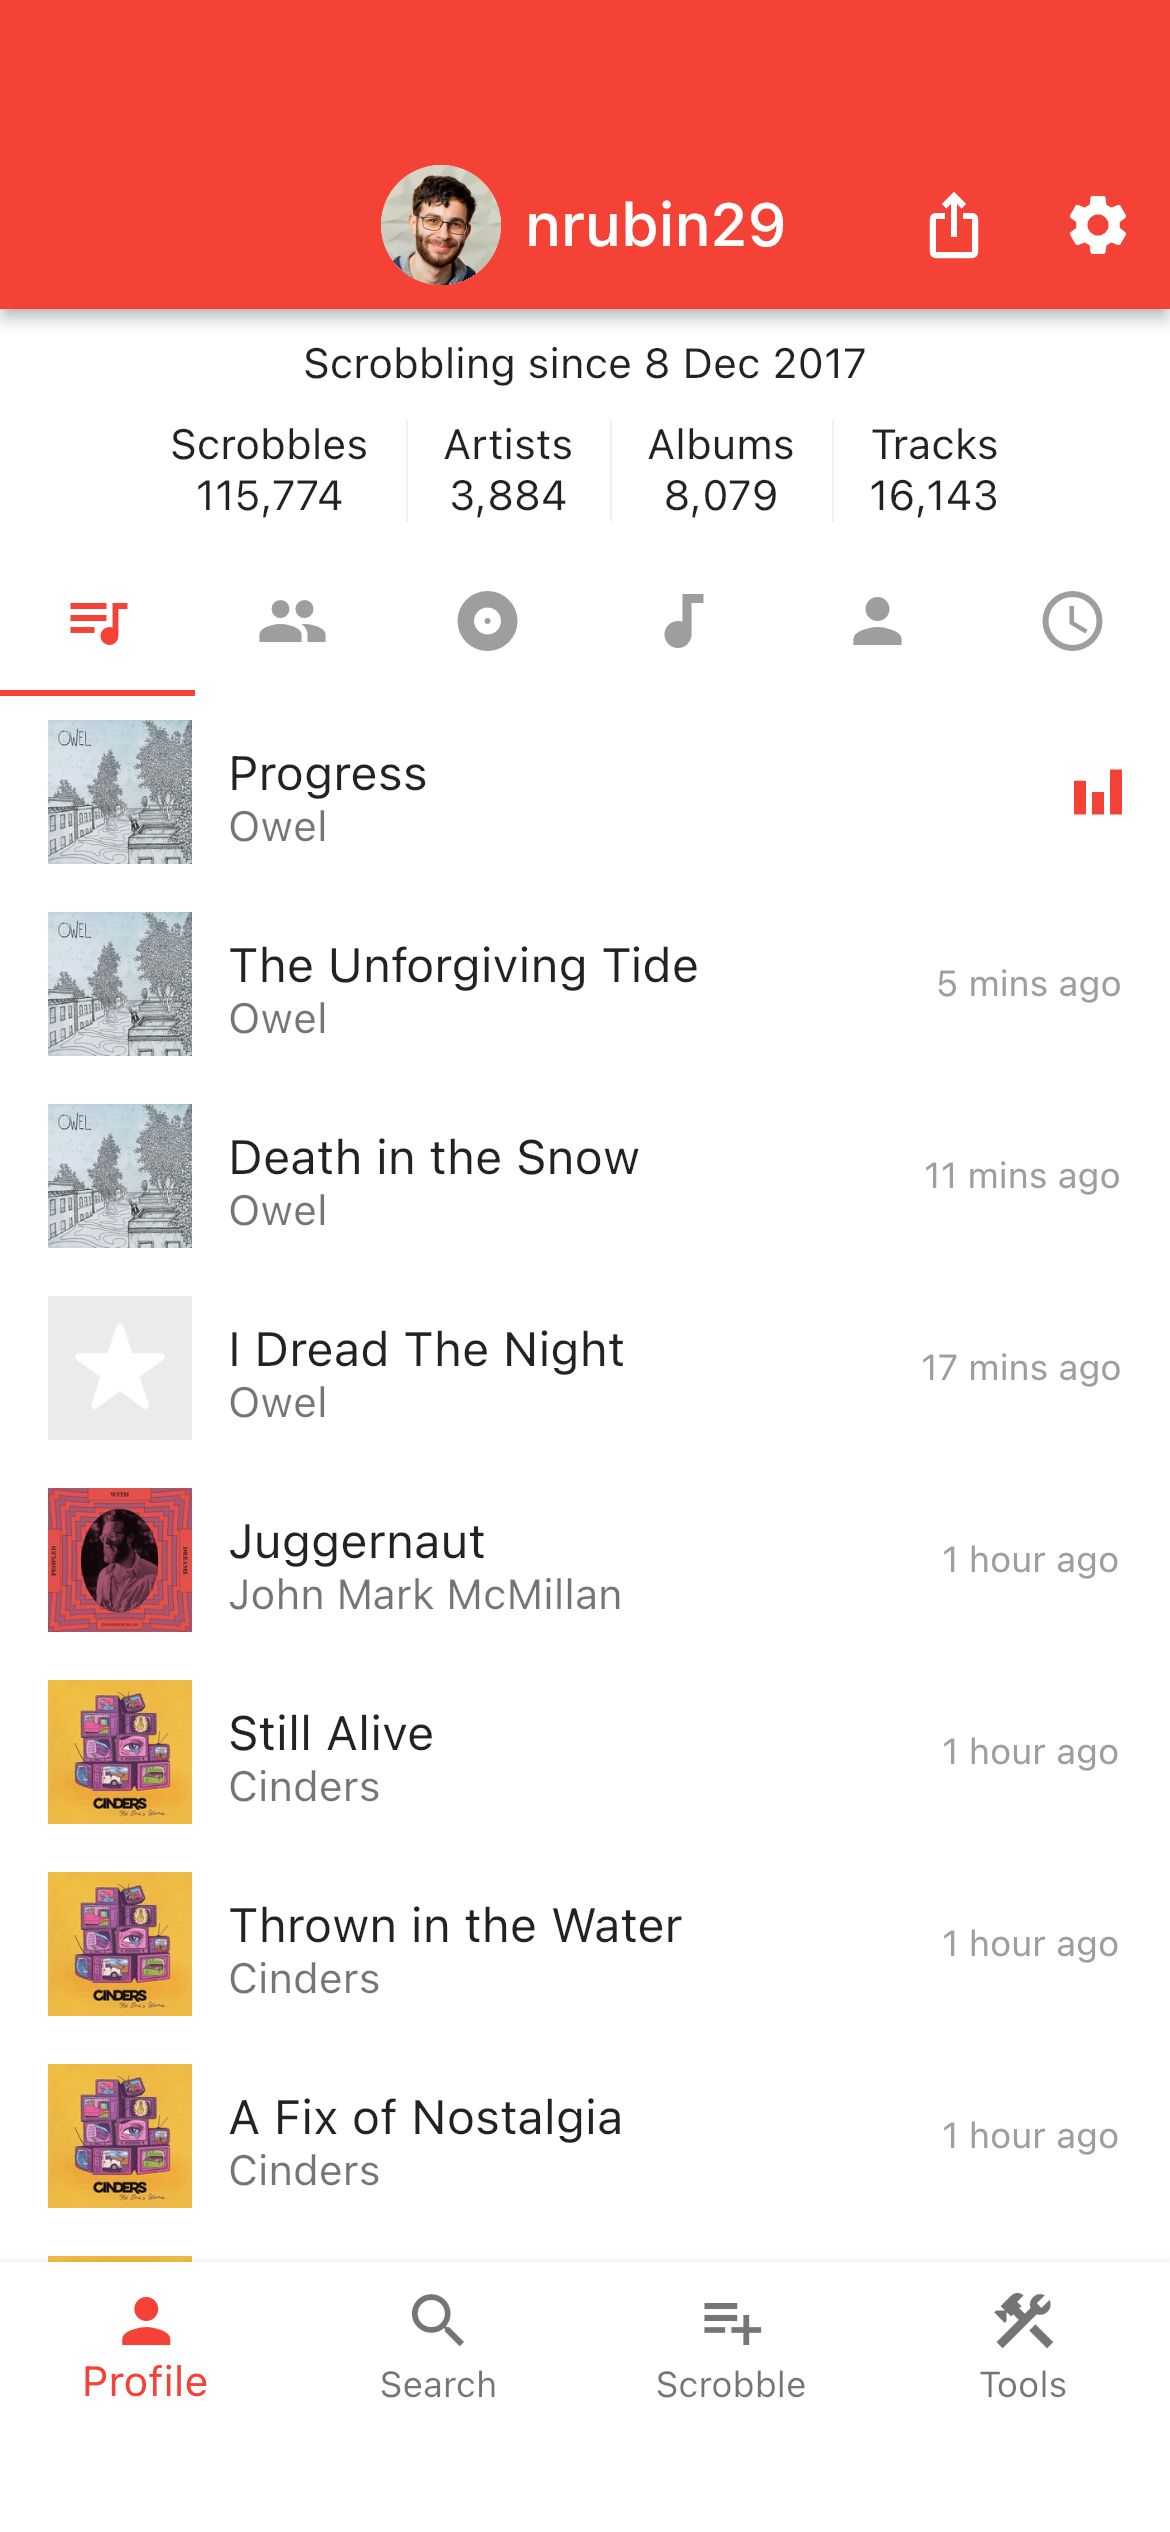 nrubin29
Scrobbling since 8 Dec 2017
Scrobbles Artists Albums Tracks
115,774 3,884 8,079 16,143
OWEL
Progress
Owel
OWEL
The Unforgiving Tide
Owel
5 mins ago
OWEL
Death in the Snow
Owel
11 mins ago
I Dread The Night
Owel
17 mins ago
WITH
PEOPLED
DREAMS
Juggernaut
John Mark McMillan
1 hour ago
CINDERS
Still Alive
Cinders
1 hour ago
CINDERS
Thrown in the Water
Cinders
1 hour ago
CINDERS
A Fix of Nostalgia
Cinders
1 hour ago
Profile Search Scrobble Tools